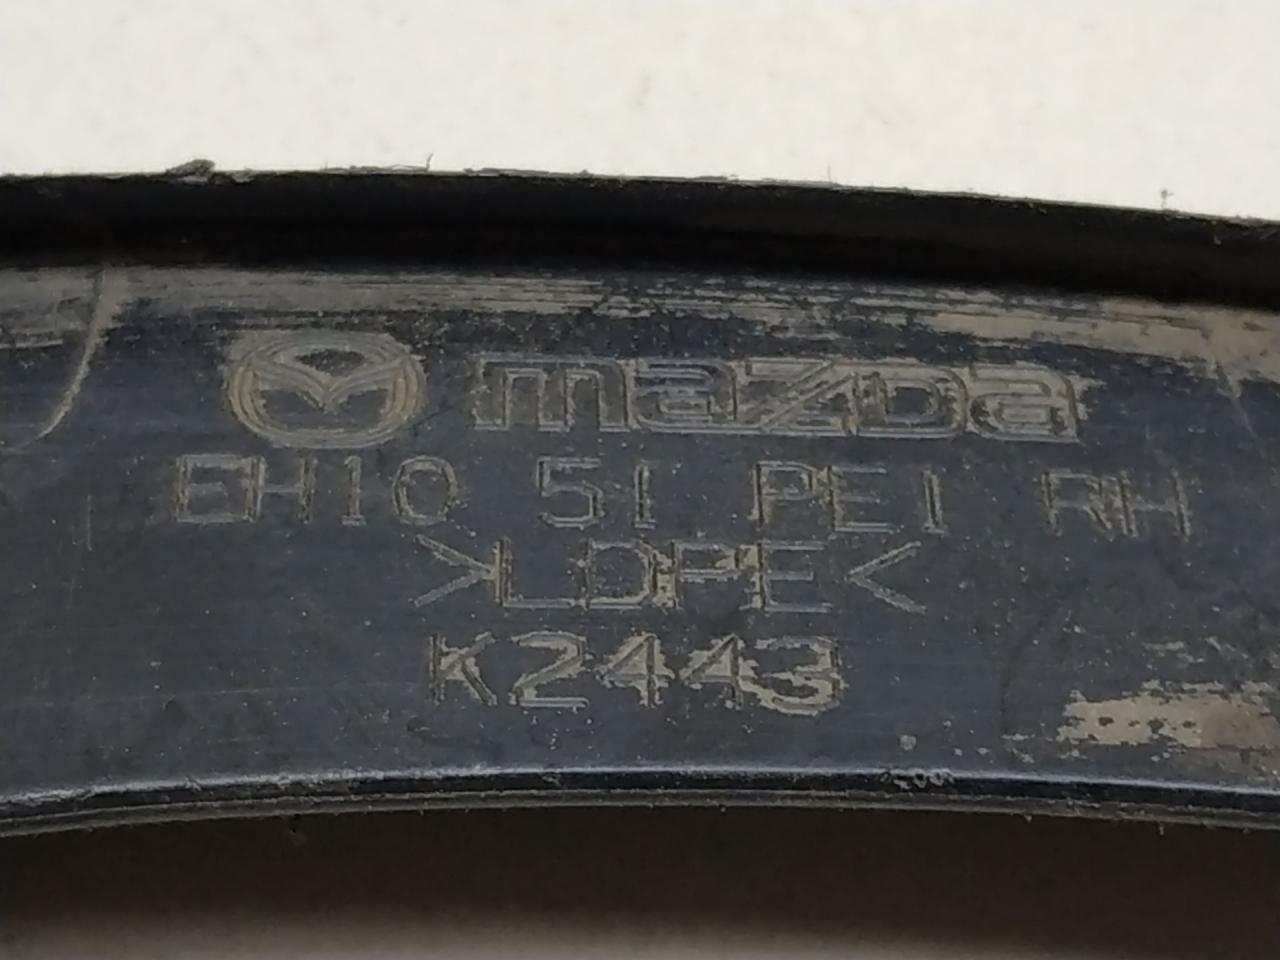 mazda
EH10 51 PE1 RH
>LDPE<
K2443